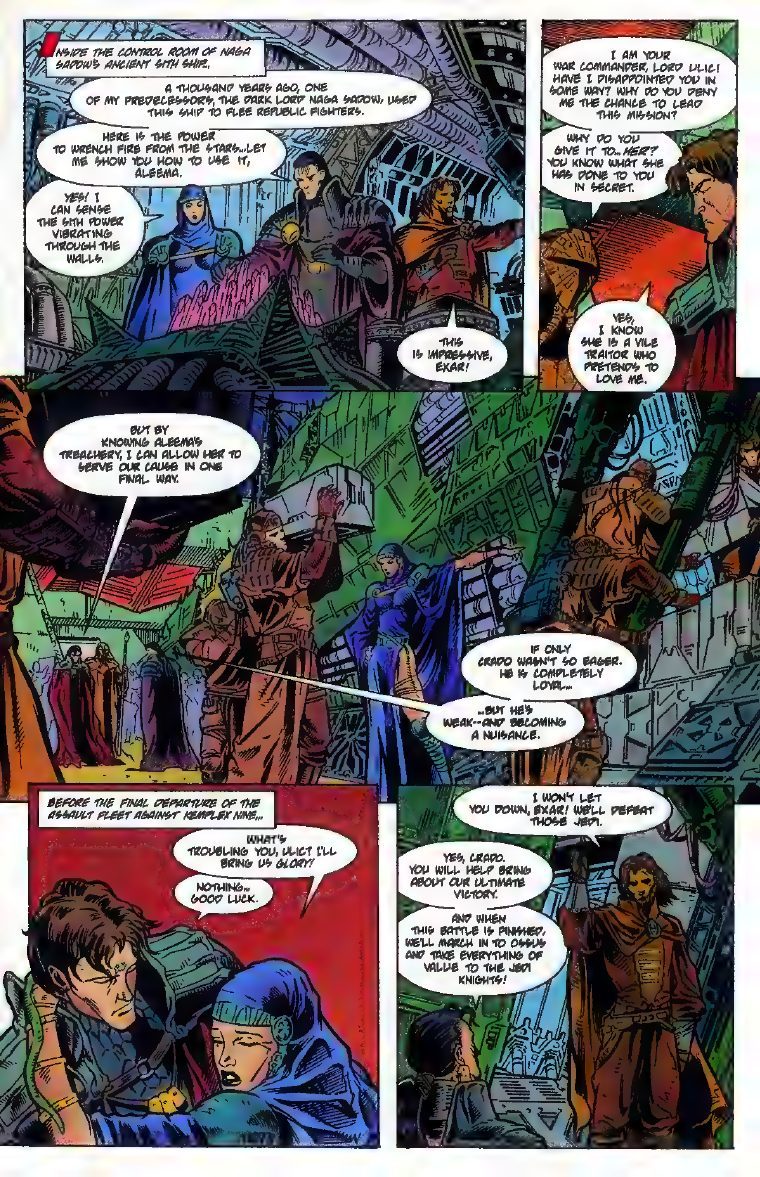 INSIDE THE CONTROL ROOM OF NAGA
SADOW'S ANCIENT SITH SHIP...
A THOUSAND YEARS AGO, ONE
OF MY PREDECESSORS, THE DARK LORD NAGA SADOW, USED
THIS SHIP TO FLEE REPUBLIC FIGHTERS.
HERE IS THE POWER
TO WRENCH FIRE FROM THE STARS...LET
ME SHOW YOU HOW TO USE IT,
ALEEMA.
YES! I
CAN SENSE
THE SITH POWER
VIBRATING
THROUGH THE
WALLS.
THIS
IS IMPRESSIVE,
EXAR!
I AM YOUR
WAR COMMANDER, LORD ULIC!
HAVE I DISAPPOINTED YOU IN
SOME WAY? WHY DO YOU DENY
ME THE CHANCE TO LEAD
THIS MISSION?
WHY DO YOU
GIVE IT TO...HER?
YOU KNOW WHAT SHE
HAS DONE TO YOU
IN SECRET.
YES,
I KNOW
SHE IS A VILE
TRAITOR WHO
PRETENDS TO
LOVE ME.
BUT BY
KNOWING ALEEMA'S
TREACHERY, I CAN ALLOW HER TO
SERVE OUR CAUSE IN ONE
FINAL WAY.
IF ONLY
CRADO WASN'T SO EAGER.
HE IS COMPLETELY
LOYAL...
...BUT HE'S
WEAK--AND BECOMING
A NUISANCE.
BEFORE THE FINAL DEPARTURE OF THE
ASSAULT FLEET AGAINST KEMPLEX NINE...
WHAT'S
TROUBLING YOU, ULIC? I'LL
BRING US GLORY!
NOTHING...
GOOD LUCK.
I WON'T LET
YOU DOWN, EXAR! WE'LL DEFEAT
THOSE JEDI.
YES, CRADO.
YOU WILL HELP BRING
ABOUT OUR ULTIMATE
VICTORY.
AND WHEN
THIS BATTLE IS FINISHED,
WE'LL MARCH IN TO OSSUS
AND TAKE EVERYTHING OF
VALUE TO THE JEDI
KNIGHTS!